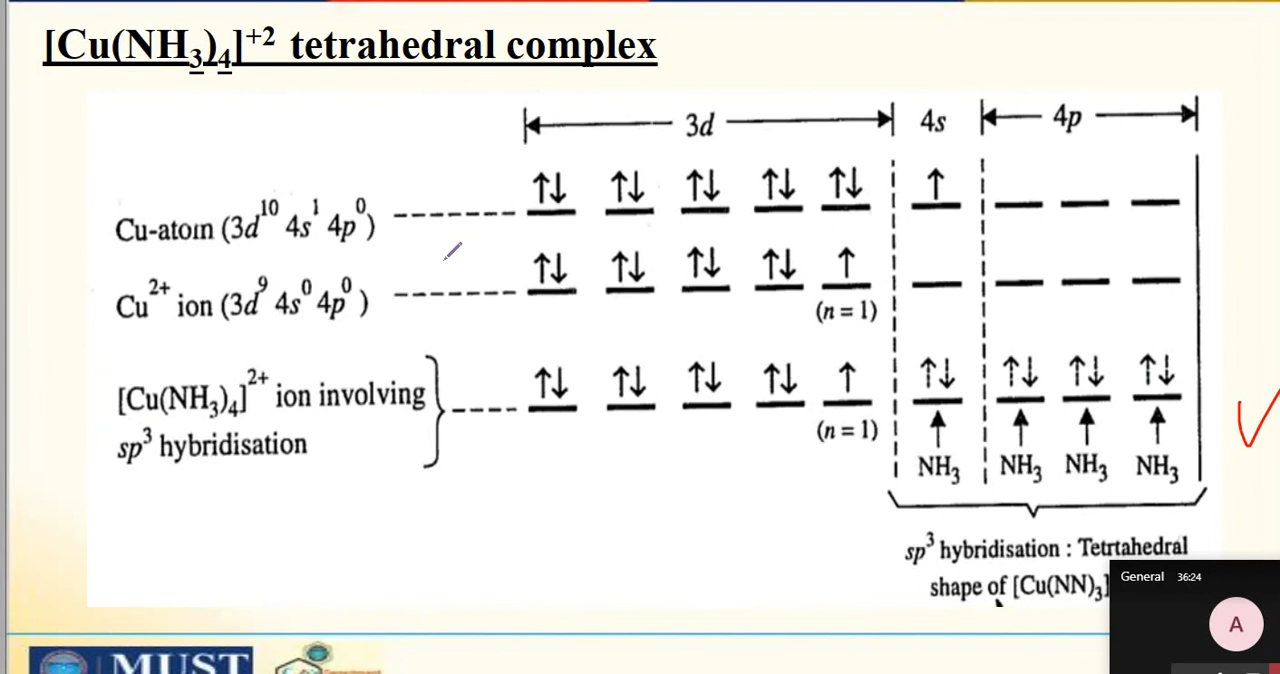 [Cu(NH₃)₄]⁺² tetrahedral complex
3d 4s 4p
Cu-atom (3d¹⁰ 4s¹ 4p⁰)
Cu²⁺ ion (3d⁹ 4s⁰ 4p⁰)
(n = 1)
[Cu(NH₃)₄]²⁺ ion involving
sp³ hybridisation
(n = 1)
NH₃ NH₃ NH₃ NH₃
sp³ hybridisation : Tetrtahedral
shape of [Cu(NN)₃]
General 36:24
A
MUST